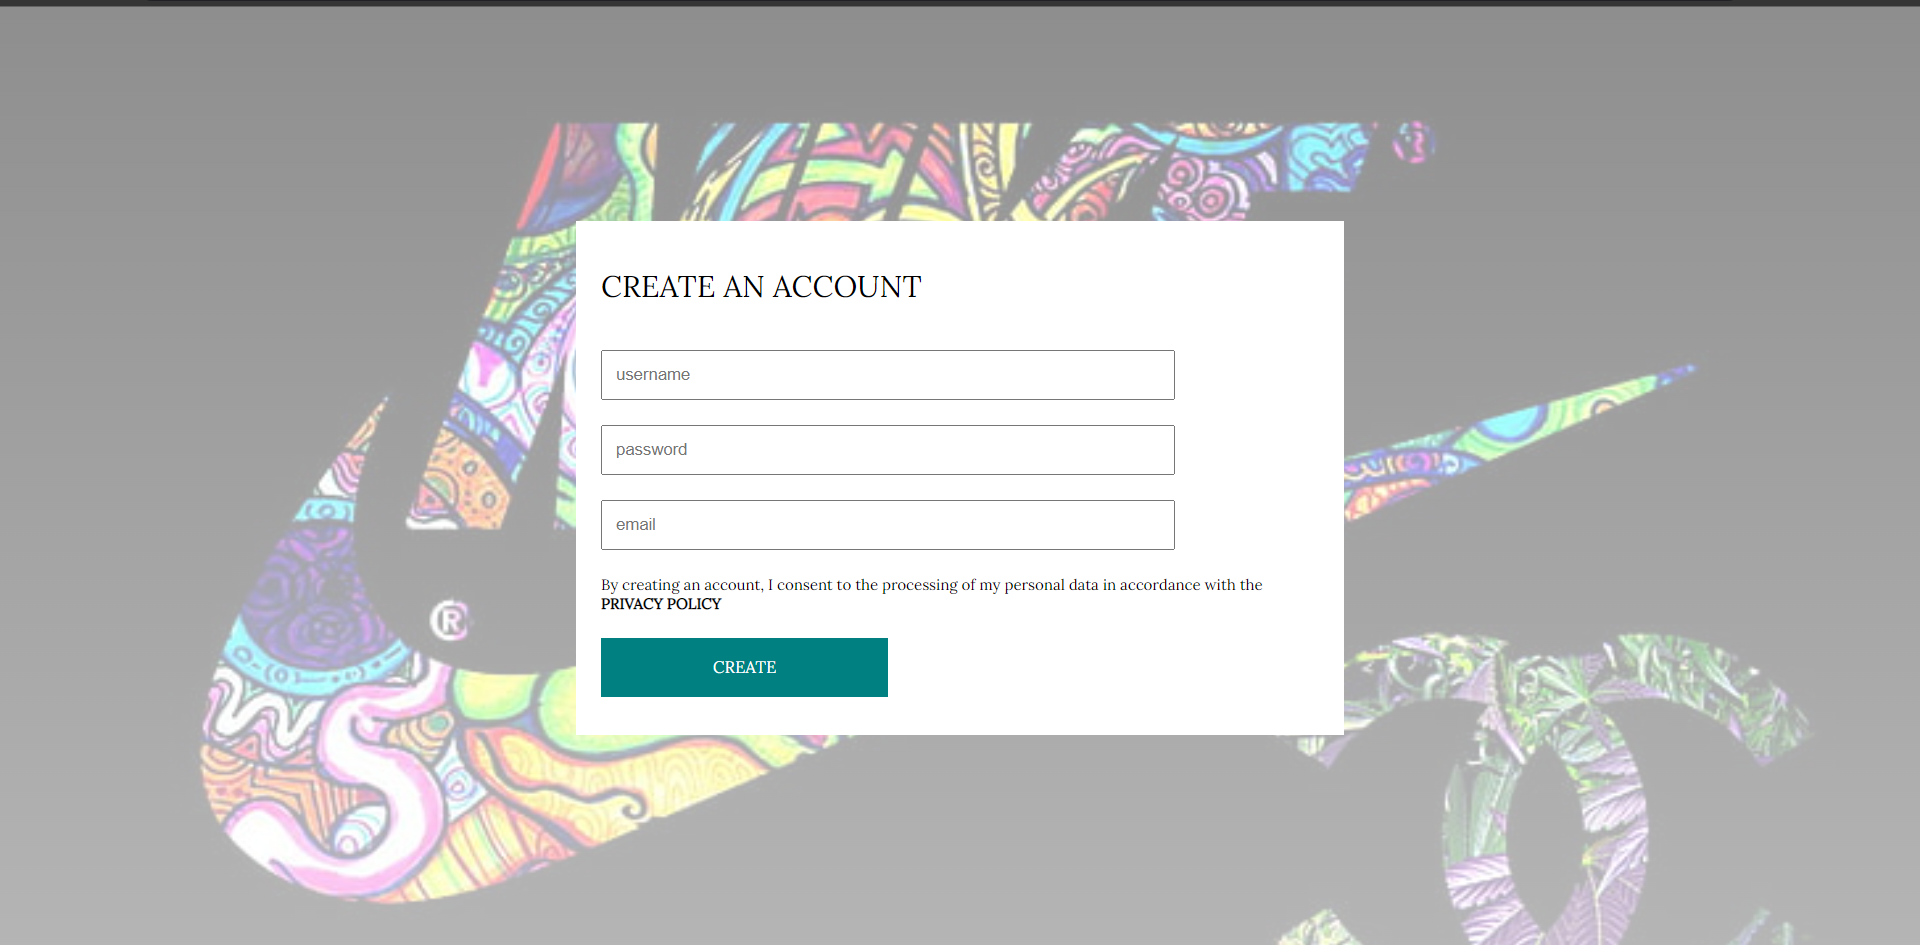 CREATE AN ACCOUNT
username
password
email
By creating an account, I consent to the processing of my personal data in accordance with the
PRIVACY POLICY
CREATE
®